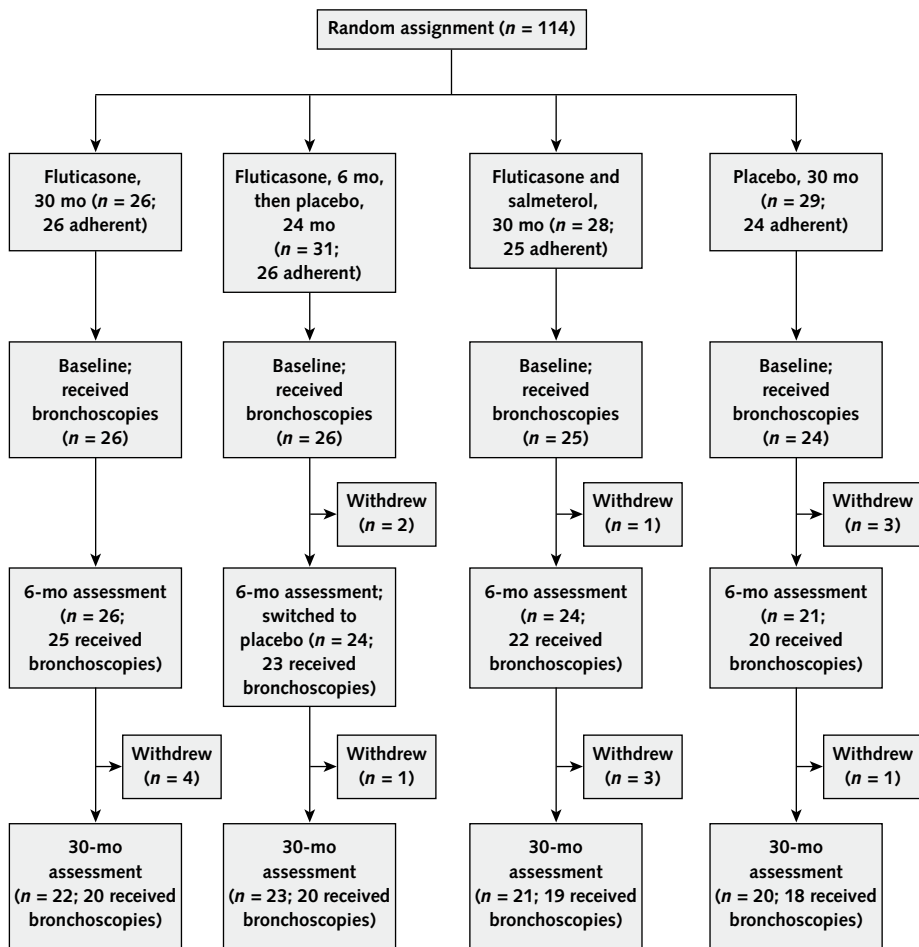 Random assignment (n = 114)
Fluticasone,
30 mo (n = 26;
26 adherent)
Fluticasone, 6 mo,
then placebo,
24 mo
(n = 31;
26 adherent)
Fluticasone and
salmeterol,
30 mo (n = 28;
25 adherent)
Placebo, 30 mo
(n = 29;
24 adherent)
Baseline;
received
bronchoscopies
(n = 26)
Baseline;
received
bronchoscopies
(n = 26)
Baseline;
received
bronchoscopies
(n = 25)
Baseline;
received
bronchoscopies
(n = 24)
Withdrew
(n = 2)
Withdrew
(n = 1)
Withdrew
(n = 3)
6-mo assessment
(n = 26;
25 received
bronchoscopies)
6-mo assessment;
switched to
placebo (n = 24;
23 received
bronchoscopies)
6-mo assessment
(n = 24;
22 received
bronchoscopies)
6-mo assessment
(n = 21;
20 received
bronchoscopies)
Withdrew
(n = 4)
Withdrew
(n = 1)
Withdrew
(n = 3)
Withdrew
(n = 1)
30-mo
assessment
(n = 22; 20 received
bronchoscopies)
30-mo
assessment
(n = 23; 20 received
bronchoscopies)
30-mo
assessment
(n = 21; 19 received
bronchoscopies)
30-mo
assessment
(n = 20; 18 received
bronchoscopies)